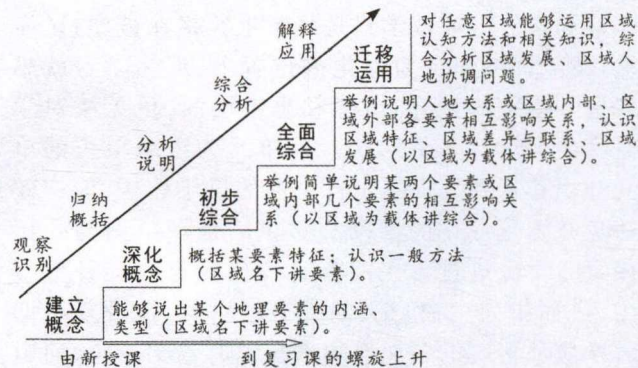 解释
应用
迁移
运用
对任意区域能够运用区域
认知方法和相关知识，综
合分析区域发展、区域人
地协调问题。
综合
分析
全面
综合
举例说明人地关系或区域内部、区
域外部各要素相互影响关系，认识
区域特征、区域差异与联系、区域
发展（以区域为载体讲综合）。
分析
说明
初步
综合
举例简单说明某两个要素或区
域内部几个要素的相互影响关
系（以区域为载体讲综合）。
归纳
概括
深化
概念
概括某要素特征；认识一般方法
（区域名下讲要素）。
观察
识别
建立
概念
能够说出某个地理要素的内涵、
类型（区域名下讲要素）。
由新授课
到复习课的螺旋上升